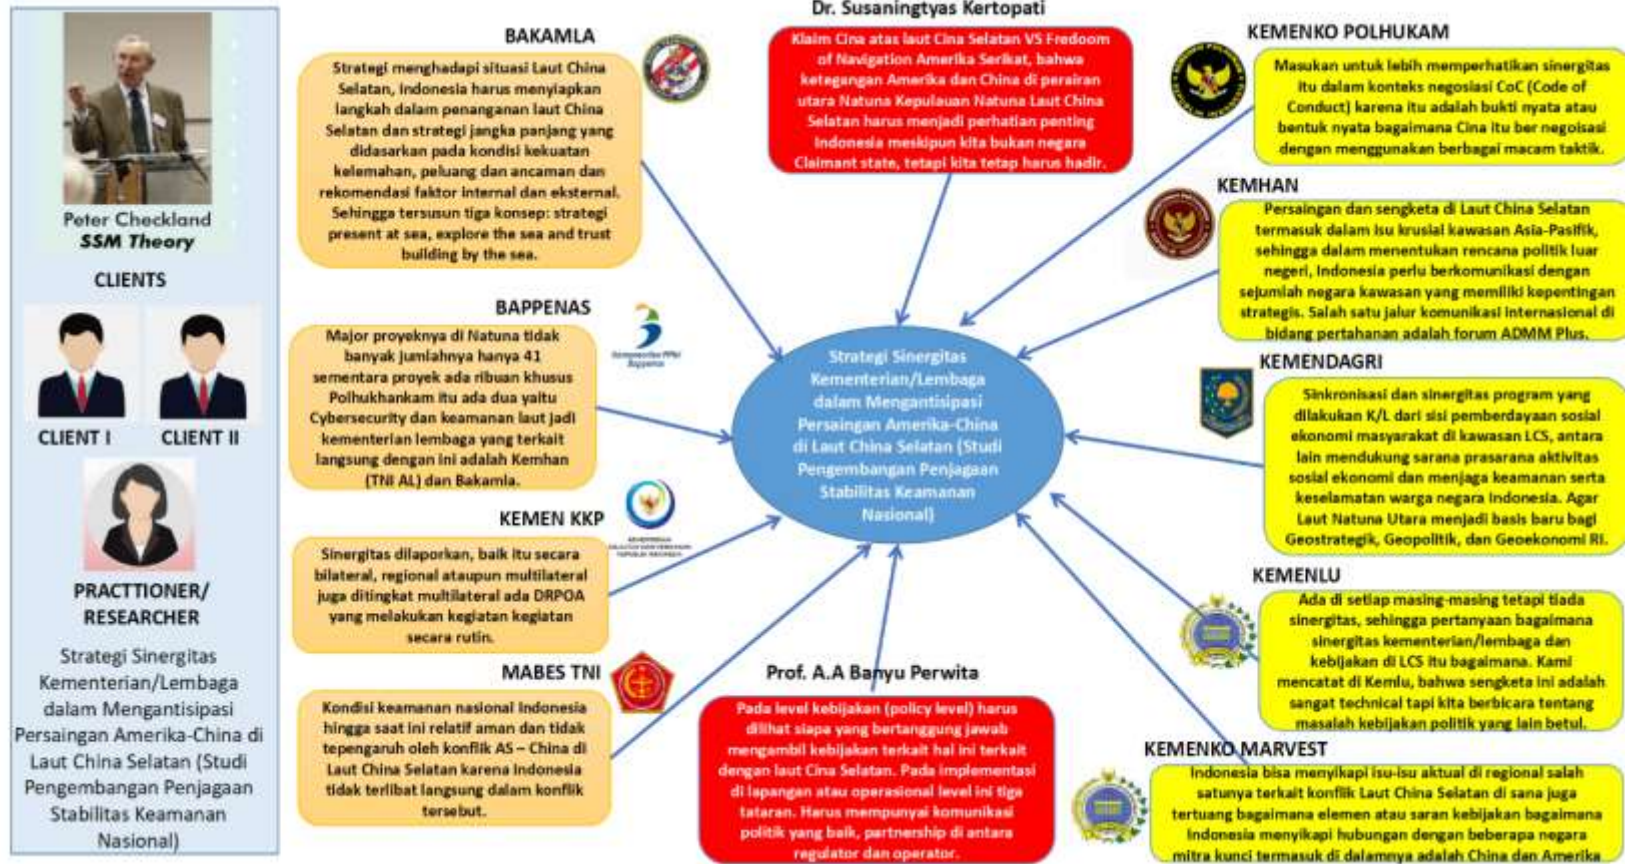 Peter Checkland
SSM Theory
CLIENTS
CLIENT I
CLIENT II
PRACTTIONER/
RESEARCHER
Strategi Sinergitas
Kementerian/Lembaga
dalam Mengantisipasi
Persaingan Amerika-China di
Laut China Selatan (Studi
Pengembangan Penjagaan
Stabilitas Keamanan
Nasional)
BAKAMLA
Strategi menghadapi situasi Laut China
Selatan, Indonesia harus menyiapkan
langkah dalam penanganan laut China
Selatan dan strategi jangka panjang yang
didasarkan pada kondisi kekuatan
kelemahan, peluang dan ancaman dan
rekomendasi faktor internal dan eksternal.
Sehingga tersusun tiga konsep: strategi
present at sea, explore the sea and trust
building by the sea.
BAPPENAS
Major proyeknya di Natuna tidak
banyak jumlahnya hanya 41
sementara proyek ada ribuan khusus
Polhukhankam itu ada dua yaitu
Cybersecurity dan keamanan laut jadi
kementerian lembaga yang terkait
langsung dengan ini adalah Kemhan
(TNI AL) dan Bakamla.
Kementerian PPN/
Bappenas
KEMEN KKP
Sinergitas dilaporkan, baik itu secara
bilateral, regional ataupun multilateral
juga ditingkat multilateral ada DRPOA
yang melakukan kegiatan kegiatan
secara rutin.
KEMENTERIAN
KELAUTAN DAN PERIKANAN
REPUBLIK INDONESIA
MABES TNI
Kondisi keamanan nasional Indonesia
hingga saat ini relatif aman dan tidak
tepengaruh oleh konflik AS – China di
Laut China Selatan karena Indonesia
tidak terlibat langsung dalam konflik
tersebut.
Dr. Susaningtyas Kertopati
Klaim Cina atas laut Cina Selatan VS Fredoom
of Navigation Amerika Serikat, bahwa
ketegangan Amerika dan China di perairan
utara Natuna Kepulauan Natuna Laut China
Selatan harus menjadi perhatian penting
Indonesia meskipun kita bukan negara
Claimant state, tetapi kita tetap harus hadir.
Strategi Sinergitas
Kementerian/Lembaga
dalam Mengantisipasi
Persaingan Amerika-China
di Laut China Selatan (Studi
Pengembangan Penjagaan
Stabilitas Keamanan
Nasional)
Prof. A.A Banyu Perwita
Pada level kebijakan (policy level) harus
dilihat siapa yang bertanggung jawab
mengambil kebijakan terkait hal ini terkait
dengan laut Cina Selatan. Pada implementasi
di lapangan atau operasional level ini tiga
tataran. Harus mempunyai komunikasi
politik yang baik, partnership di antara
regulator dan operator.
KEMENKO POLHUKAM
Masukan untuk lebih memperhatikan sinergitas
itu dalam konteks negosiasi CoC (Code of
Conduct) karena itu adalah bukti nyata atau
bentuk nyata bagaimana Cina itu ber negoisasi
dengan menggunakan berbagai macam taktik.
KEMHAN
Persaingan dan sengketa di Laut China Selatan
termasuk dalam isu krusial kawasan Asia-Pasifik,
sehingga dalam menentukan rencana politik luar
negeri, Indonesia perlu berkomunikasi dengan
sejumlah negara kawasan yang memiliki kepentingan
strategis. Salah satu jalur komunikasi internasional di
bidang pertahanan adalah forum ADMM Plus.
KEMENDAGRI
Sinkronisasi dan sinergitas program yang
dilakukan K/L dari sisi pemberdayaan sosial
ekonomi masyarakat di kawasan LCS, antara
lain mendukung sarana prasarana aktivitas
sosial ekonomi dan menjaga keamanan serta
keselamatan warga negara Indonesia. Agar
Laut Natuna Utara menjadi basis baru bagi
Geostrategik, Geopolitik, dan Geoekonomi RI.
KEMENLU
Ada di setiap masing-masing tetapi tiada
sinergitas, sehingga pertanyaan bagaimana
sinergitas kementerian/lembaga dan
kebijakan di LCS itu bagaimana. Kami
mencatat di Kemlu, bahwa sengketa ini adalah
sangat technical tapi kita berbicara tentang
masalah kebijakan politik yang lain betul.
KEMENKO MARVEST
Indonesia bisa menyikapi isu-isu aktual di regional salah
satunya terkait konflik Laut China Selatan di sana juga
tertuang bagaimana elemen atau saran kebijakan bagaimana
Indonesia menyikapi hubungan dengan beberapa negara
mitra kunci termasuk di dalamnya adalah China dan Amerika